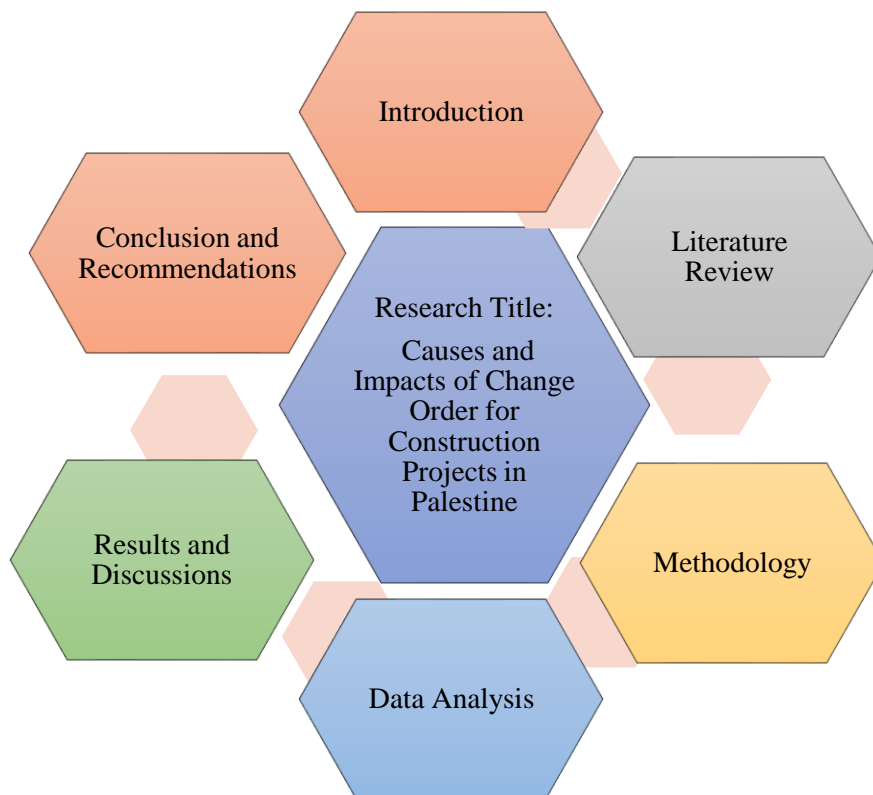 Introduction
Conclusion and
Recommendations
Literature
Review
Research Title:
Causes and
Impacts of Change
Order for
Construction
Projects in
Palestine
Results and
Discussions
Methodology
Data Analysis